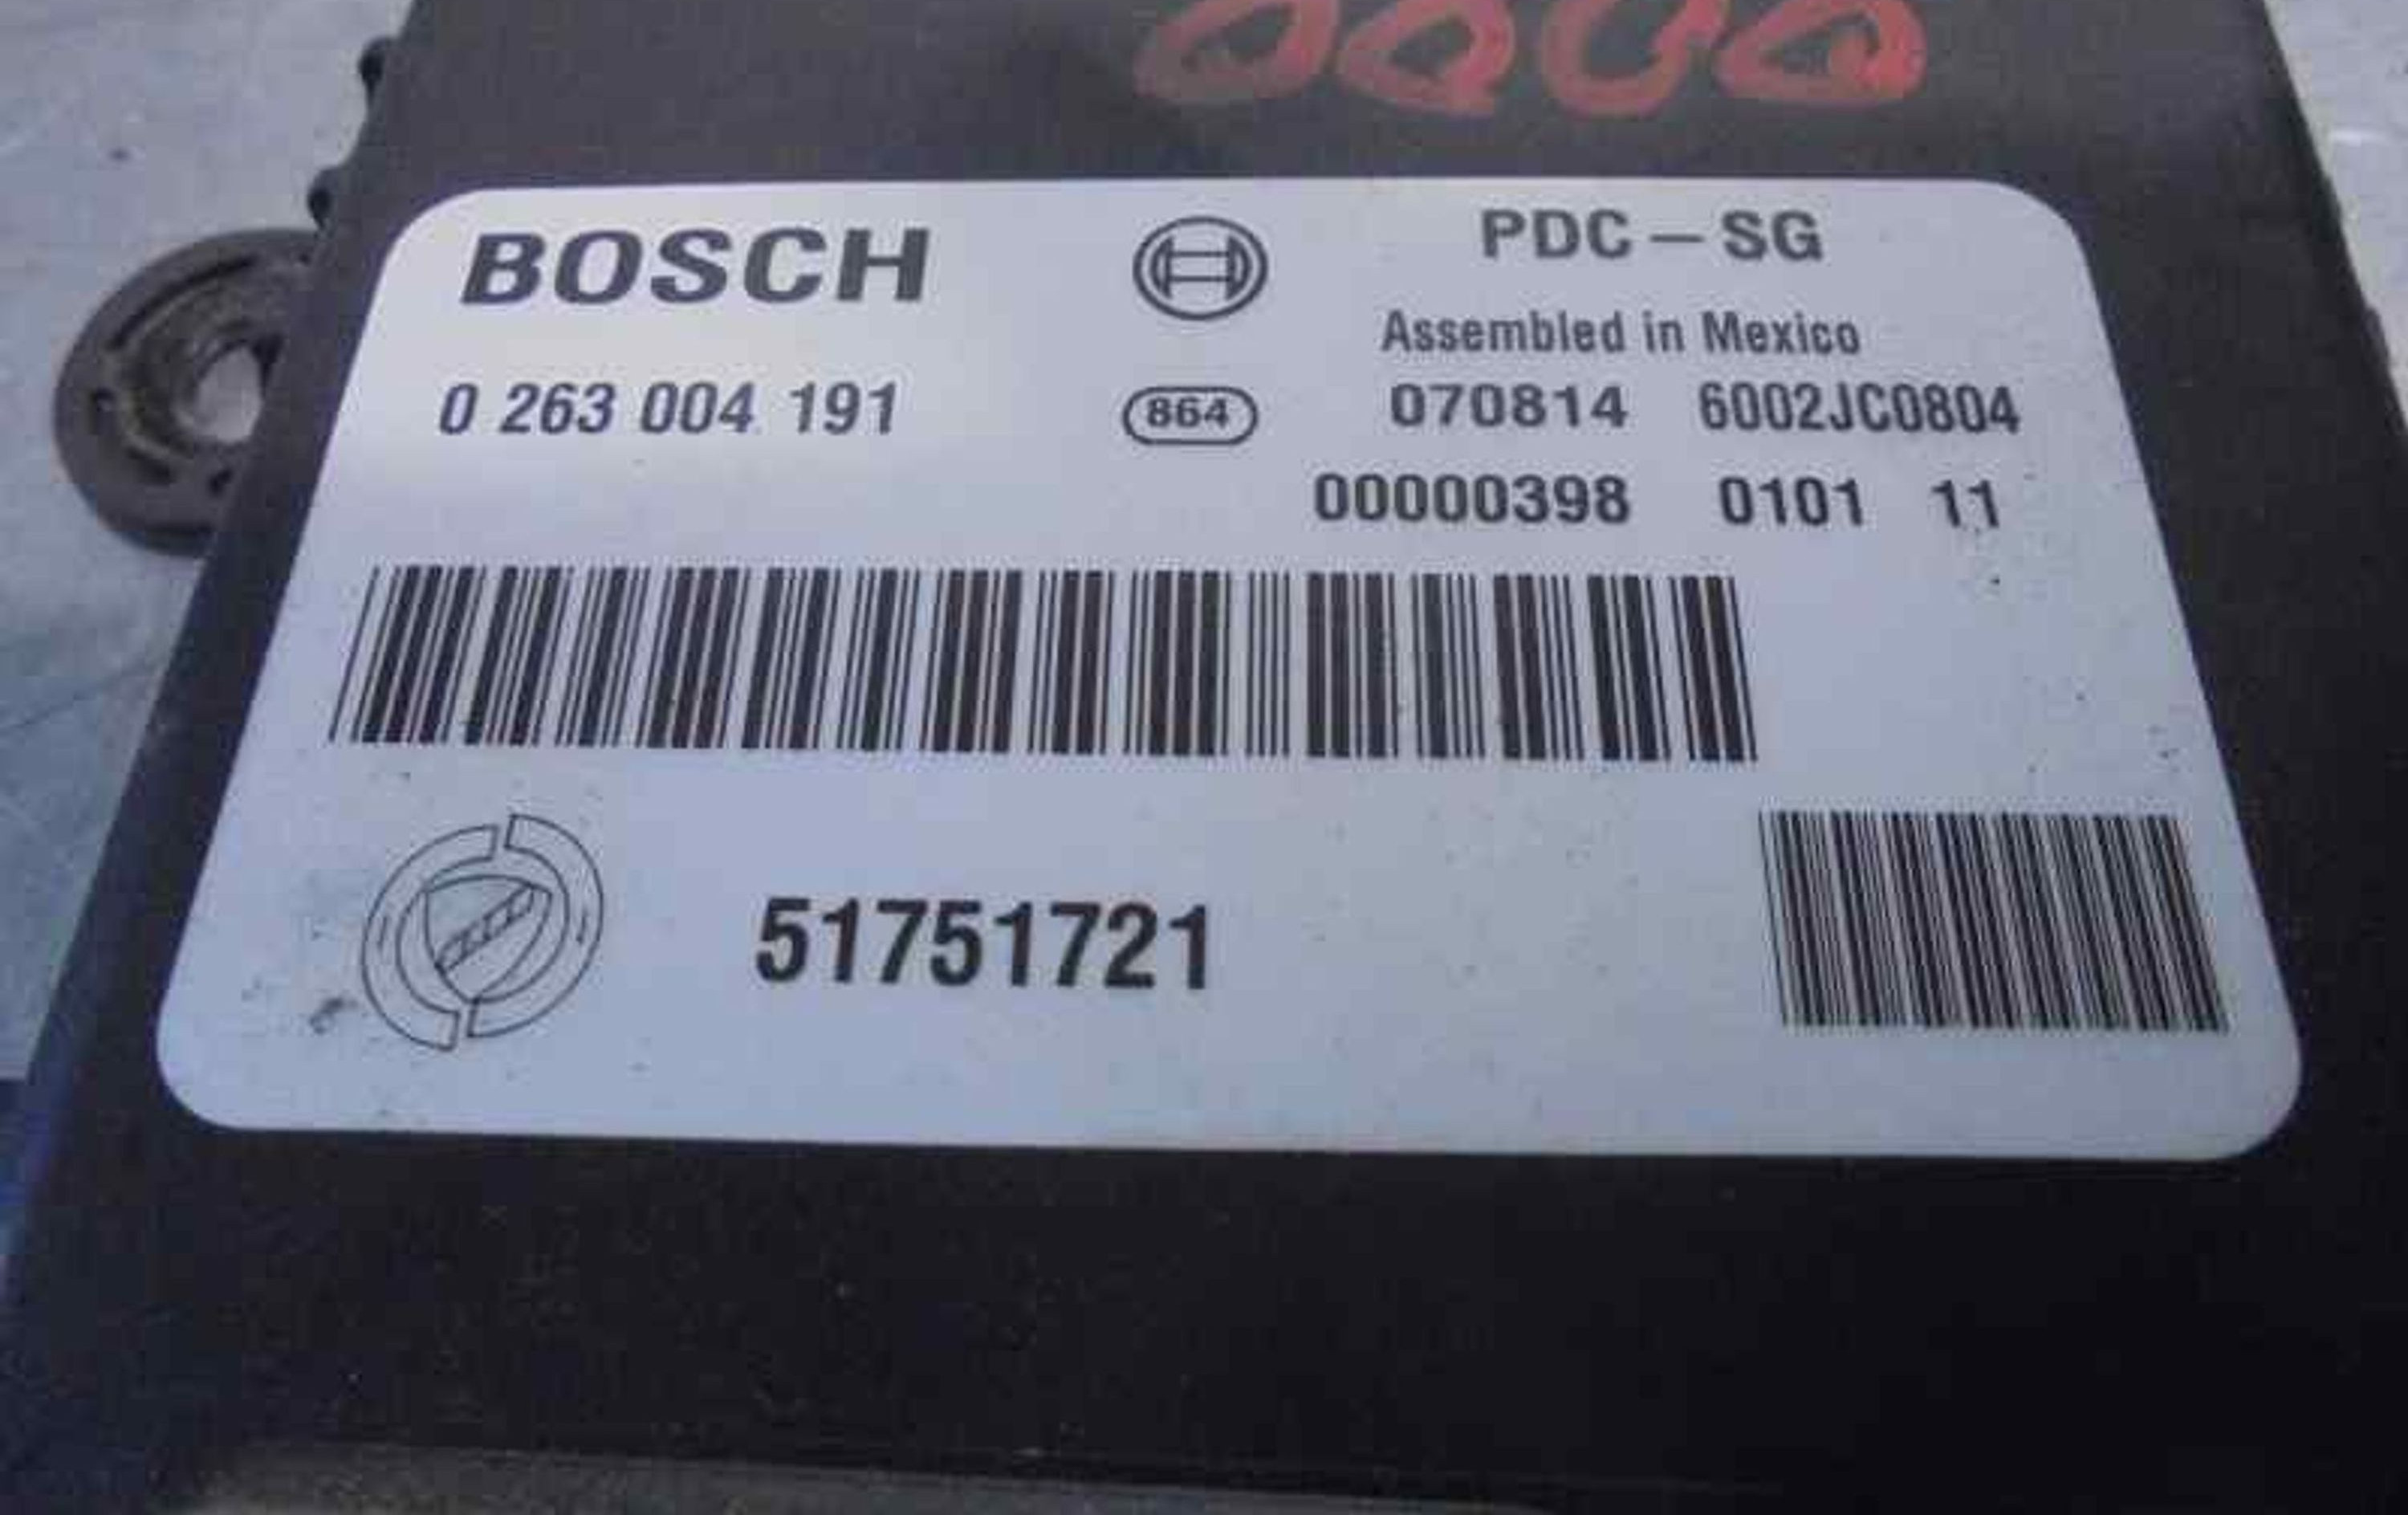 BOSCH
PDC – SG
Assembled in Mexico
0 263 004 191
864
070814 6002JC0804
00000398 0101 11
51751721